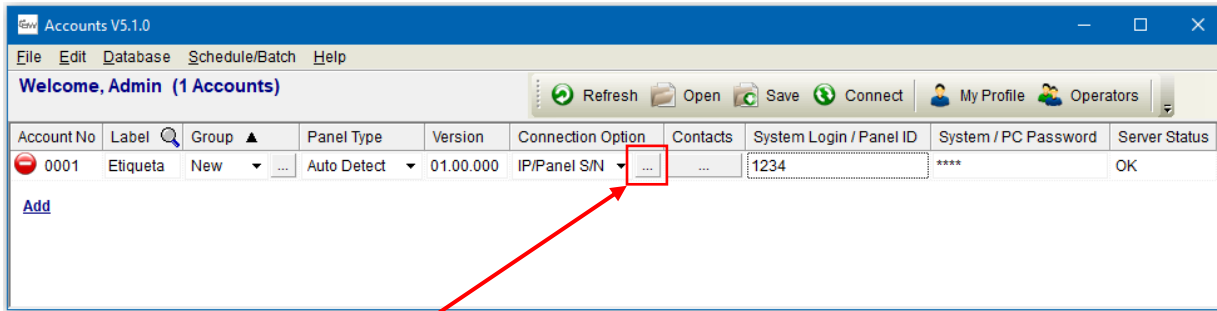 Accounts V5.1.0
File Edit Database Schedule/Batch Help
Welcome, Admin (1 Accounts) Refresh Open Save Connect My Profile Operators
Account No Label Group ▲ Panel Type Version Connection Option Contacts System Login / Panel ID System / PC Password Server Status
0001 Etiqueta New ... Auto Detect 01.00.000 IP/Panel S/N ... ... 1234 **** OK
Add